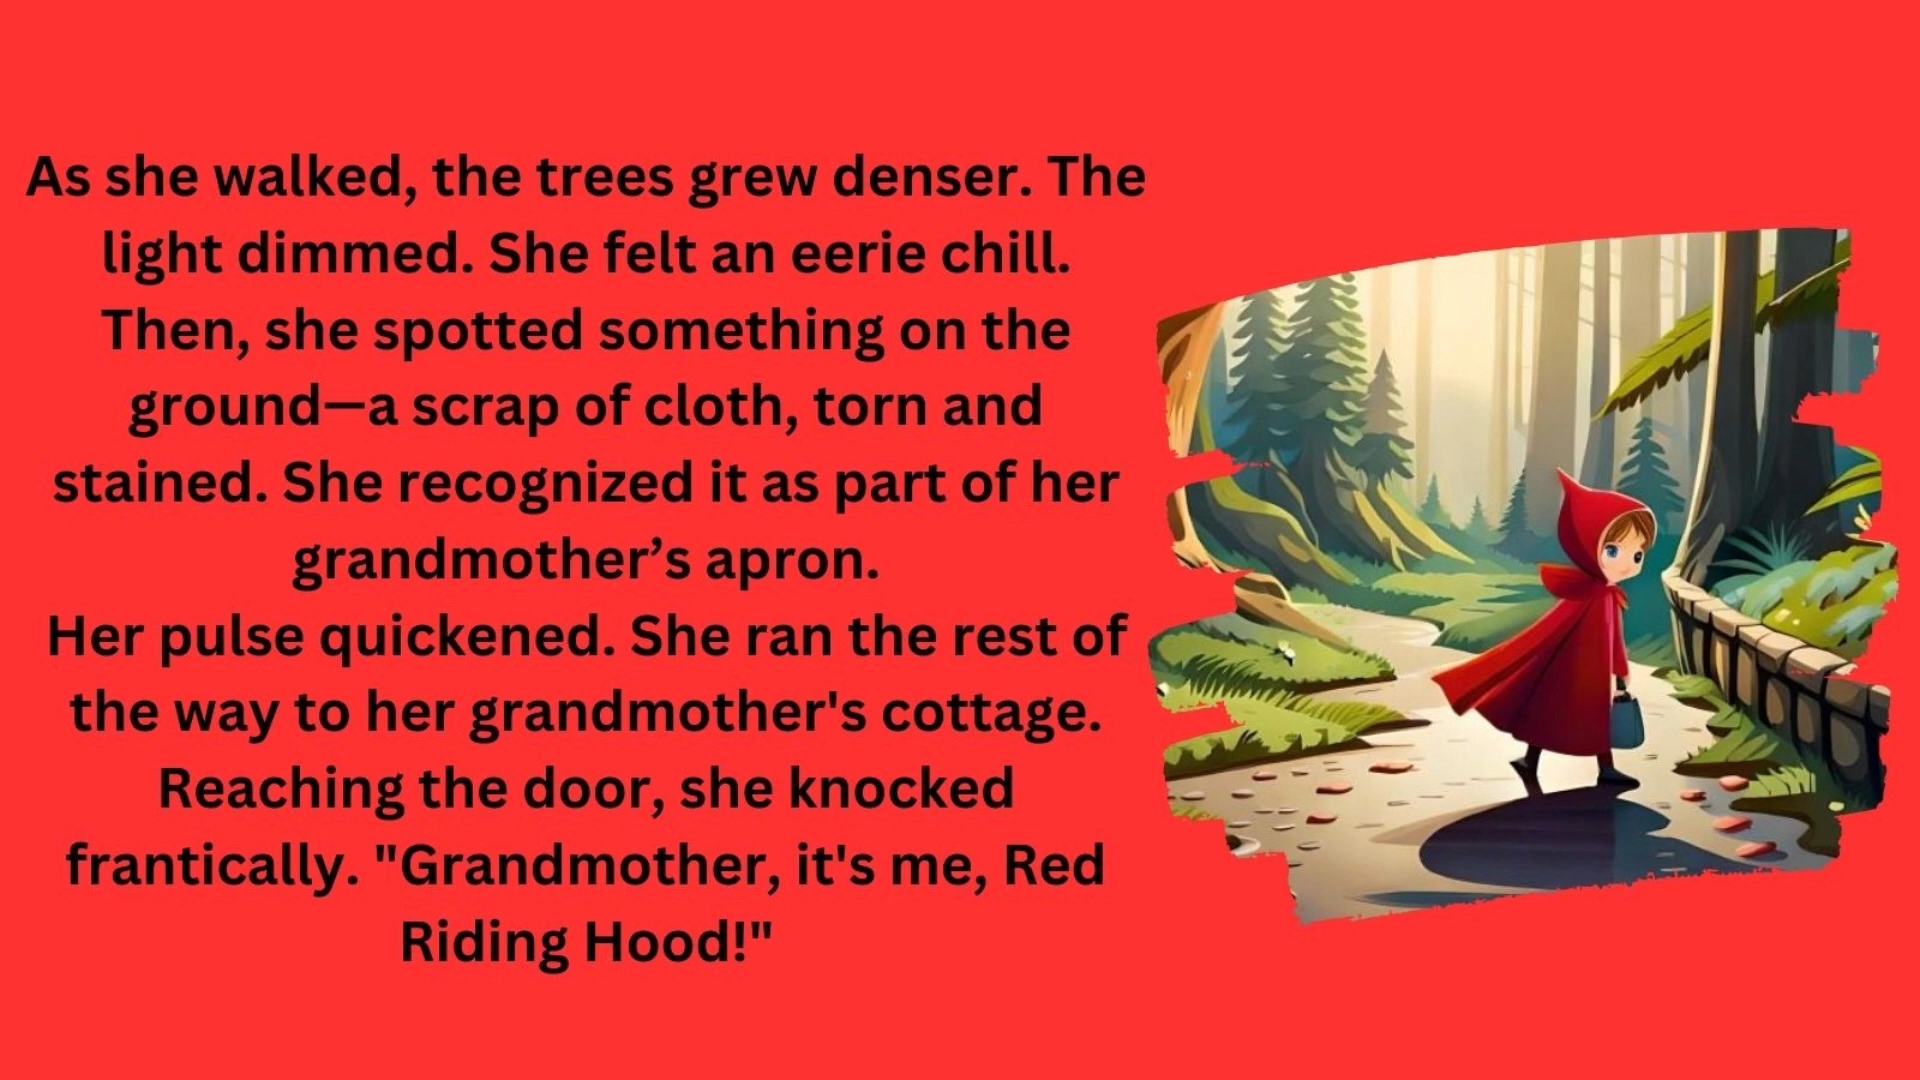 As she walked, the trees grew denser. The
light dimmed. She felt an eerie chill.
Then, she spotted something on the
ground—a scrap of cloth, torn and
stained. She recognized it as part of her
grandmother’s apron.
Her pulse quickened. She ran the rest of
the way to her grandmother's cottage.
Reaching the door, she knocked
frantically. "Grandmother, it's me, Red
Riding Hood!"